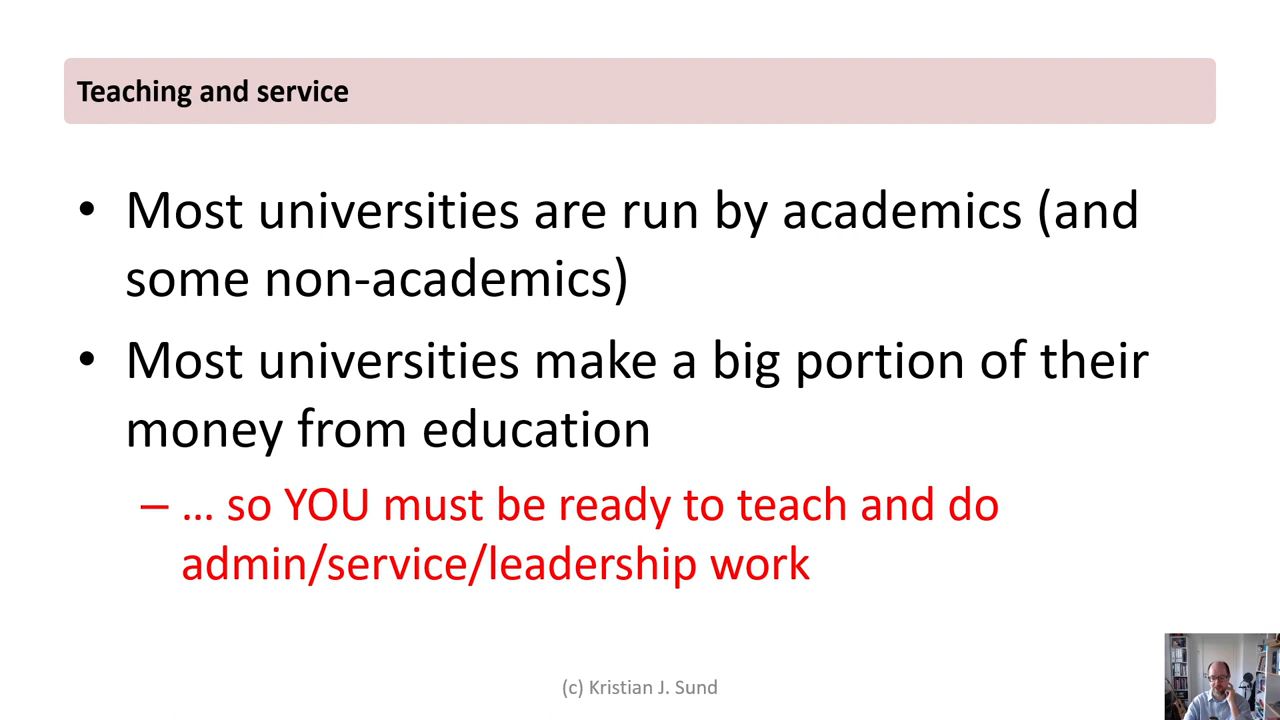 Teaching and service
• Most universities are run by academics (and
some non-academics)
• Most universities make a big portion of their
money from education
– … so YOU must be ready to teach and do
admin/service/leadership work
(c) Kristian J. Sund